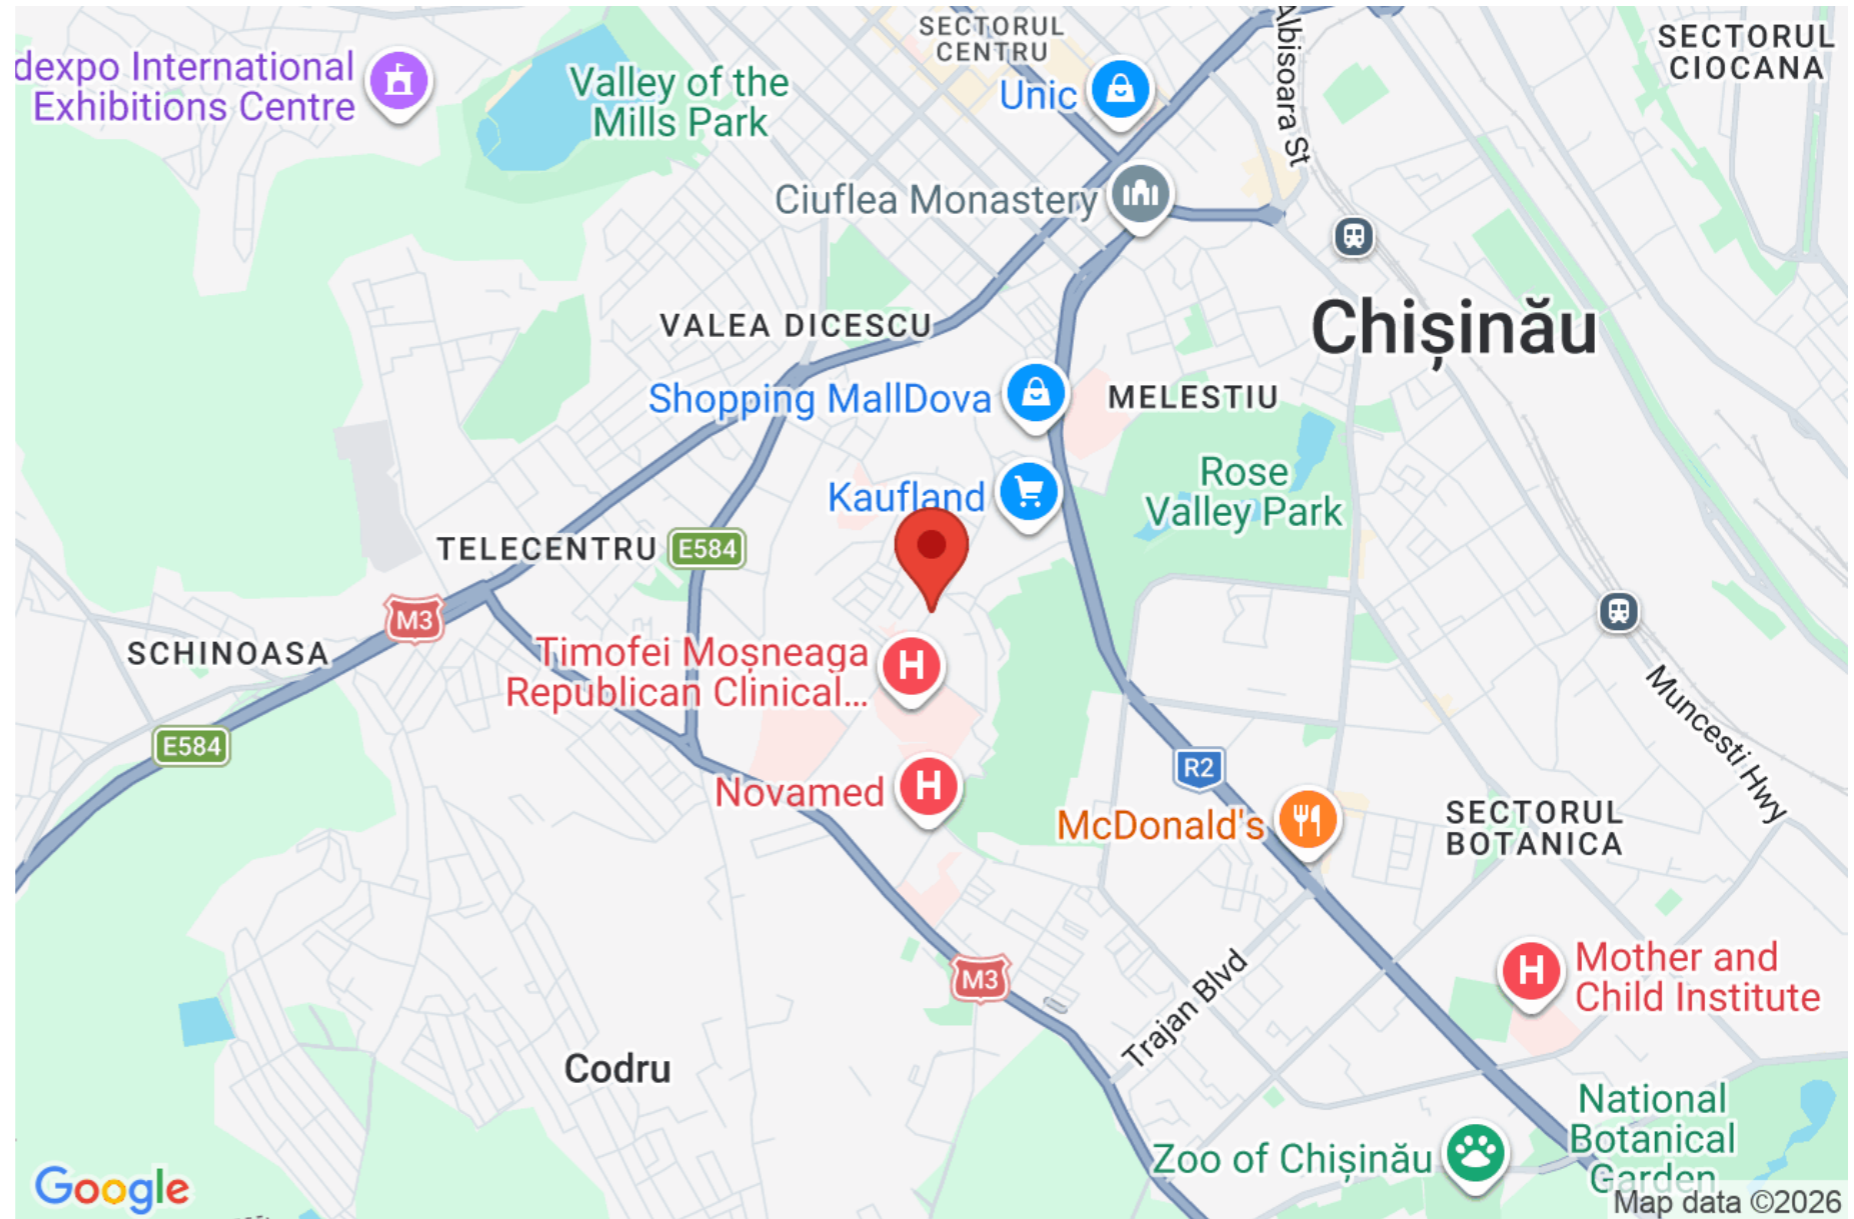 SECTORUL
CENTRU
Albisoara St
SECTORUL
CIOCANA
dexpo International
Exhibitions Centre
Valley of the
Mills Park
Unic
Ciuflea Monastery
Chișinău
VALEA DICESCU
Shopping MallDova
MELESTIU
Rose
Valley Park
Kaufland
TELECENTRU
E584
M3
SCHINOASA
Timofei Moșneaga
Republican Clinical...
H
E584
Muncesti Hwy
R2
Novamed
H
McDonald's
SECTORUL
BOTANICA
M3
Trajan Blvd
H
Mother and
Child Institute
Codru
National
Botanical
Garden
Zoo of Chișinău
Google
Map data ©2026